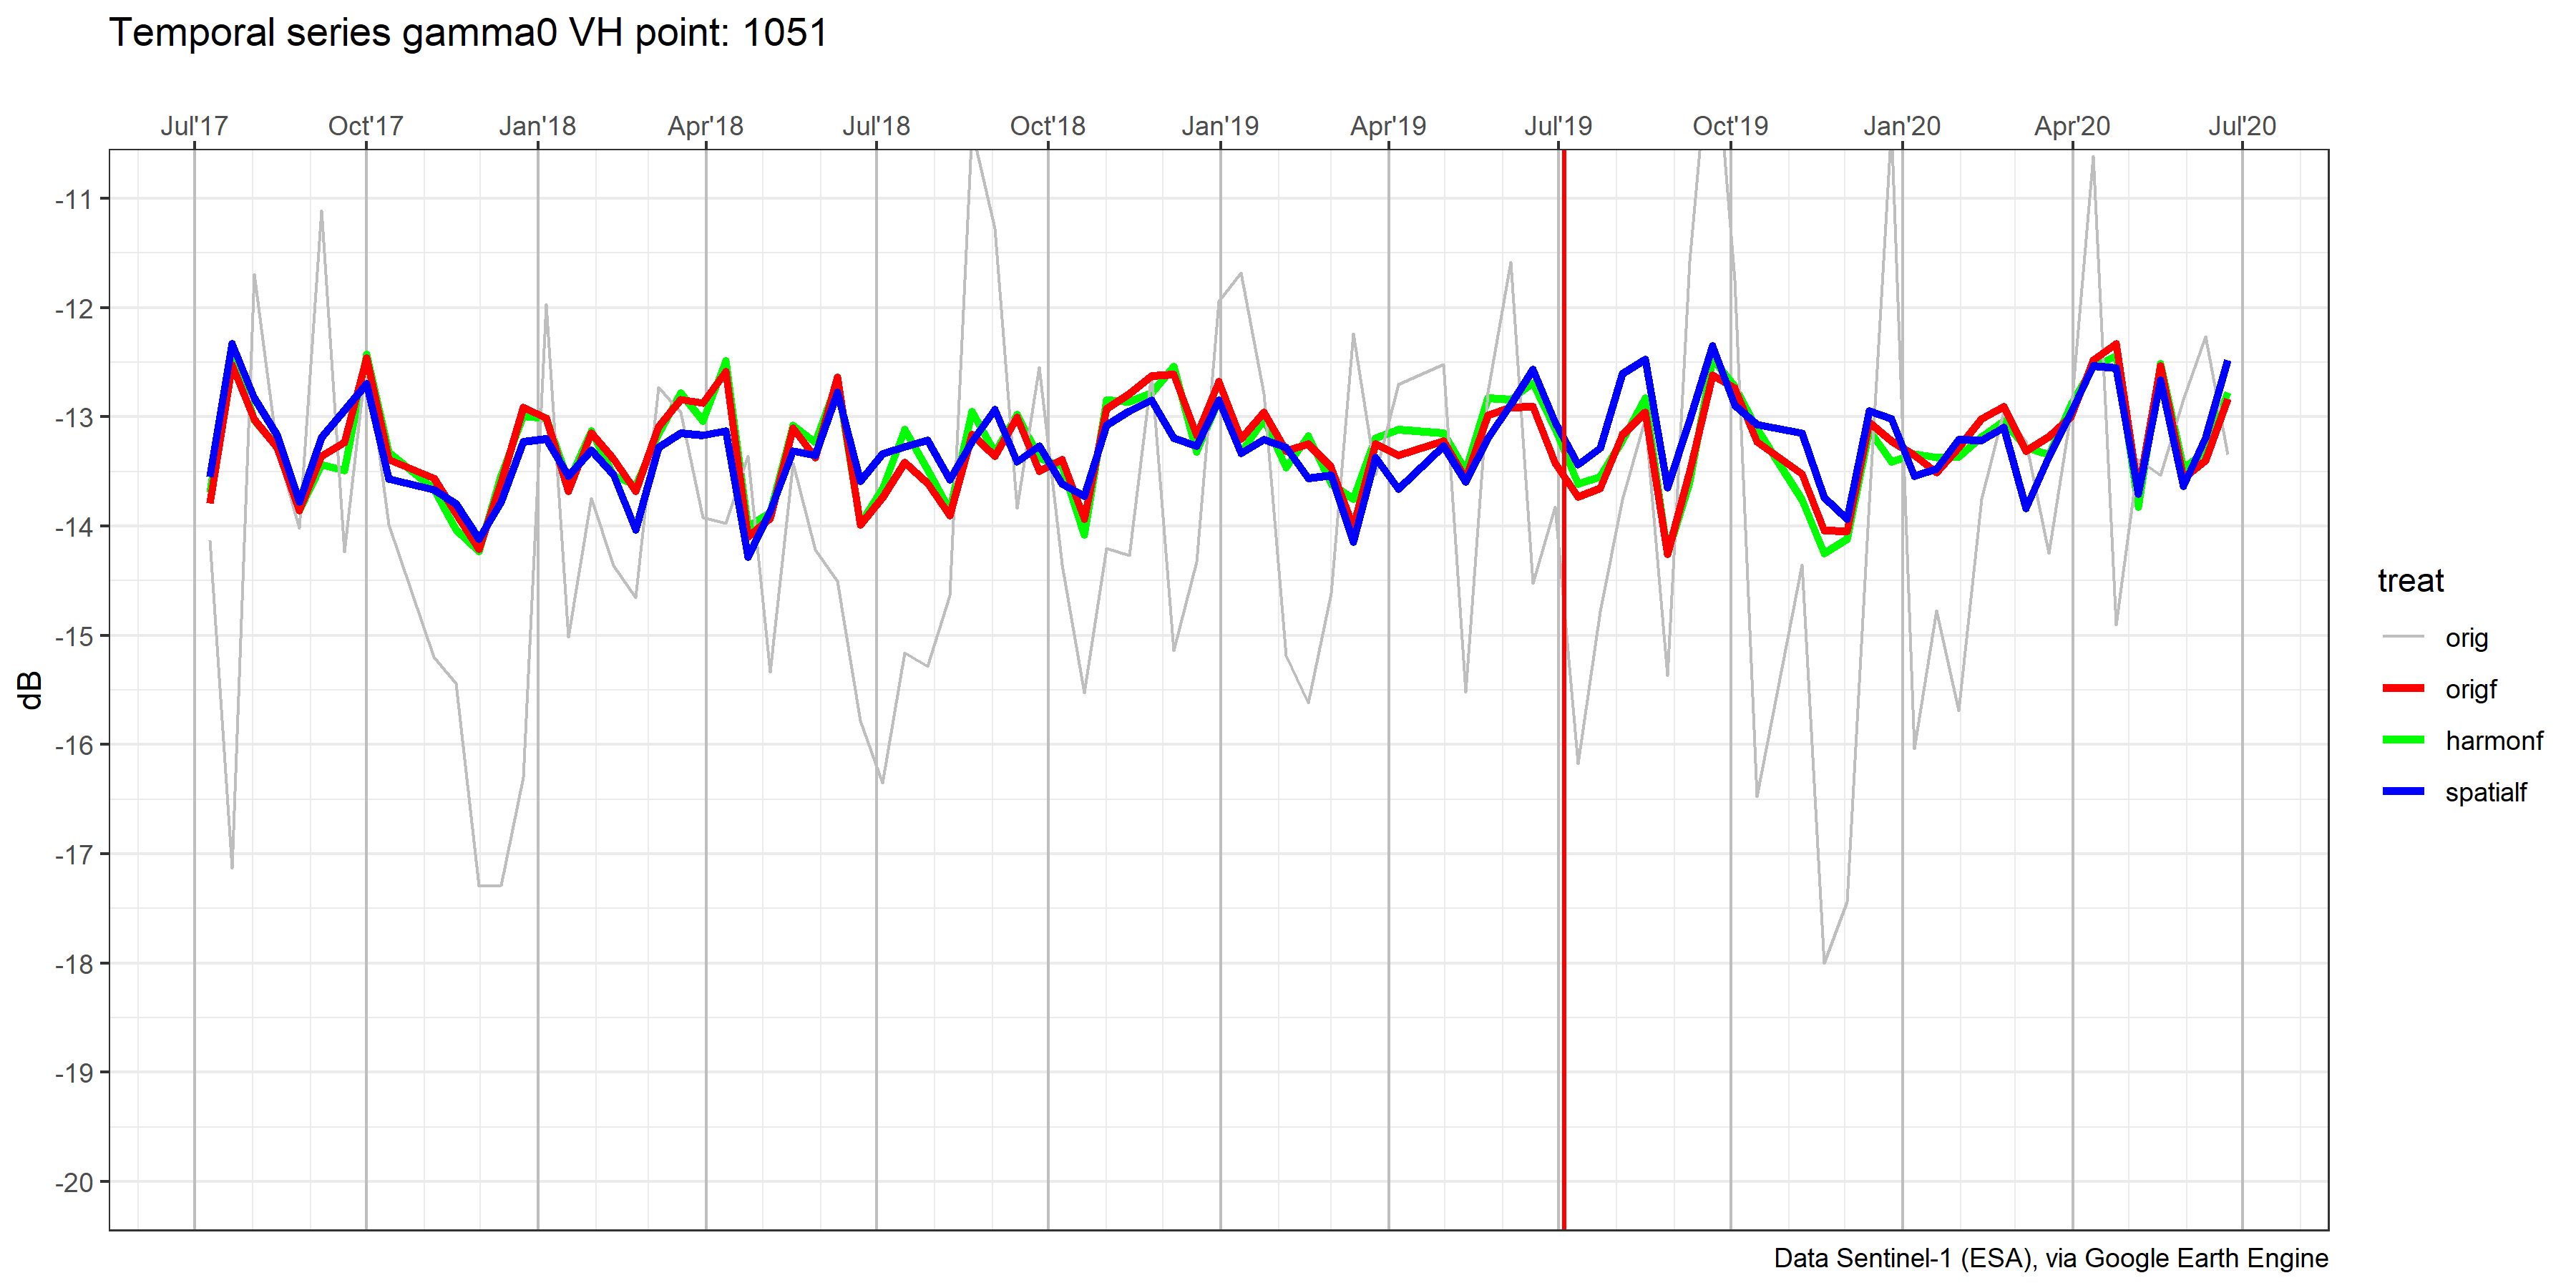 Temporal series gamma0 VH point: 1051
Jul'17 Oct'17 Jan'18 Apr'18 Jul'18 Oct'18 Jan'19 Apr'19 Jul'19 Oct'19 Jan'20 Apr'20 Jul'20
-11
-12
-13
-14
-15
-16
-17
-18
-19
-20
dB
treat
orig
origf
harmonf
spatialf
Data Sentinel-1 (ESA), via Google Earth Engine